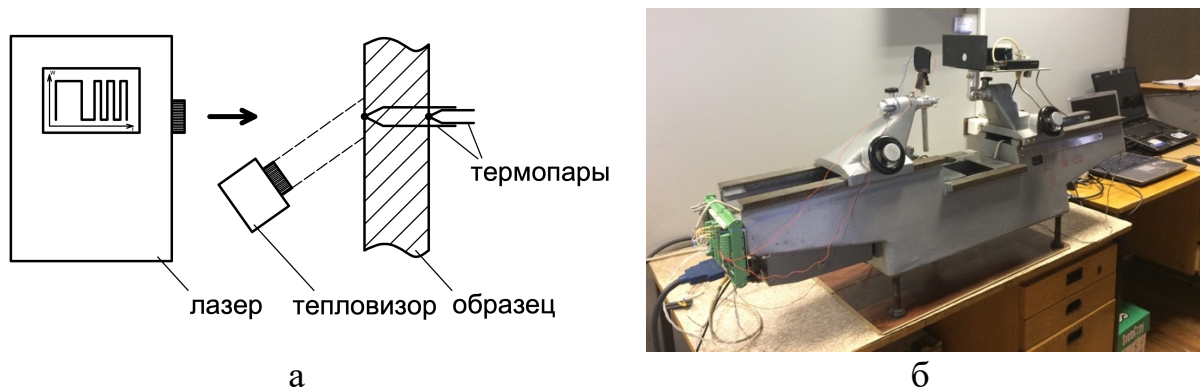 W
t
термопары
лазер
тепловизор
образец
а
б